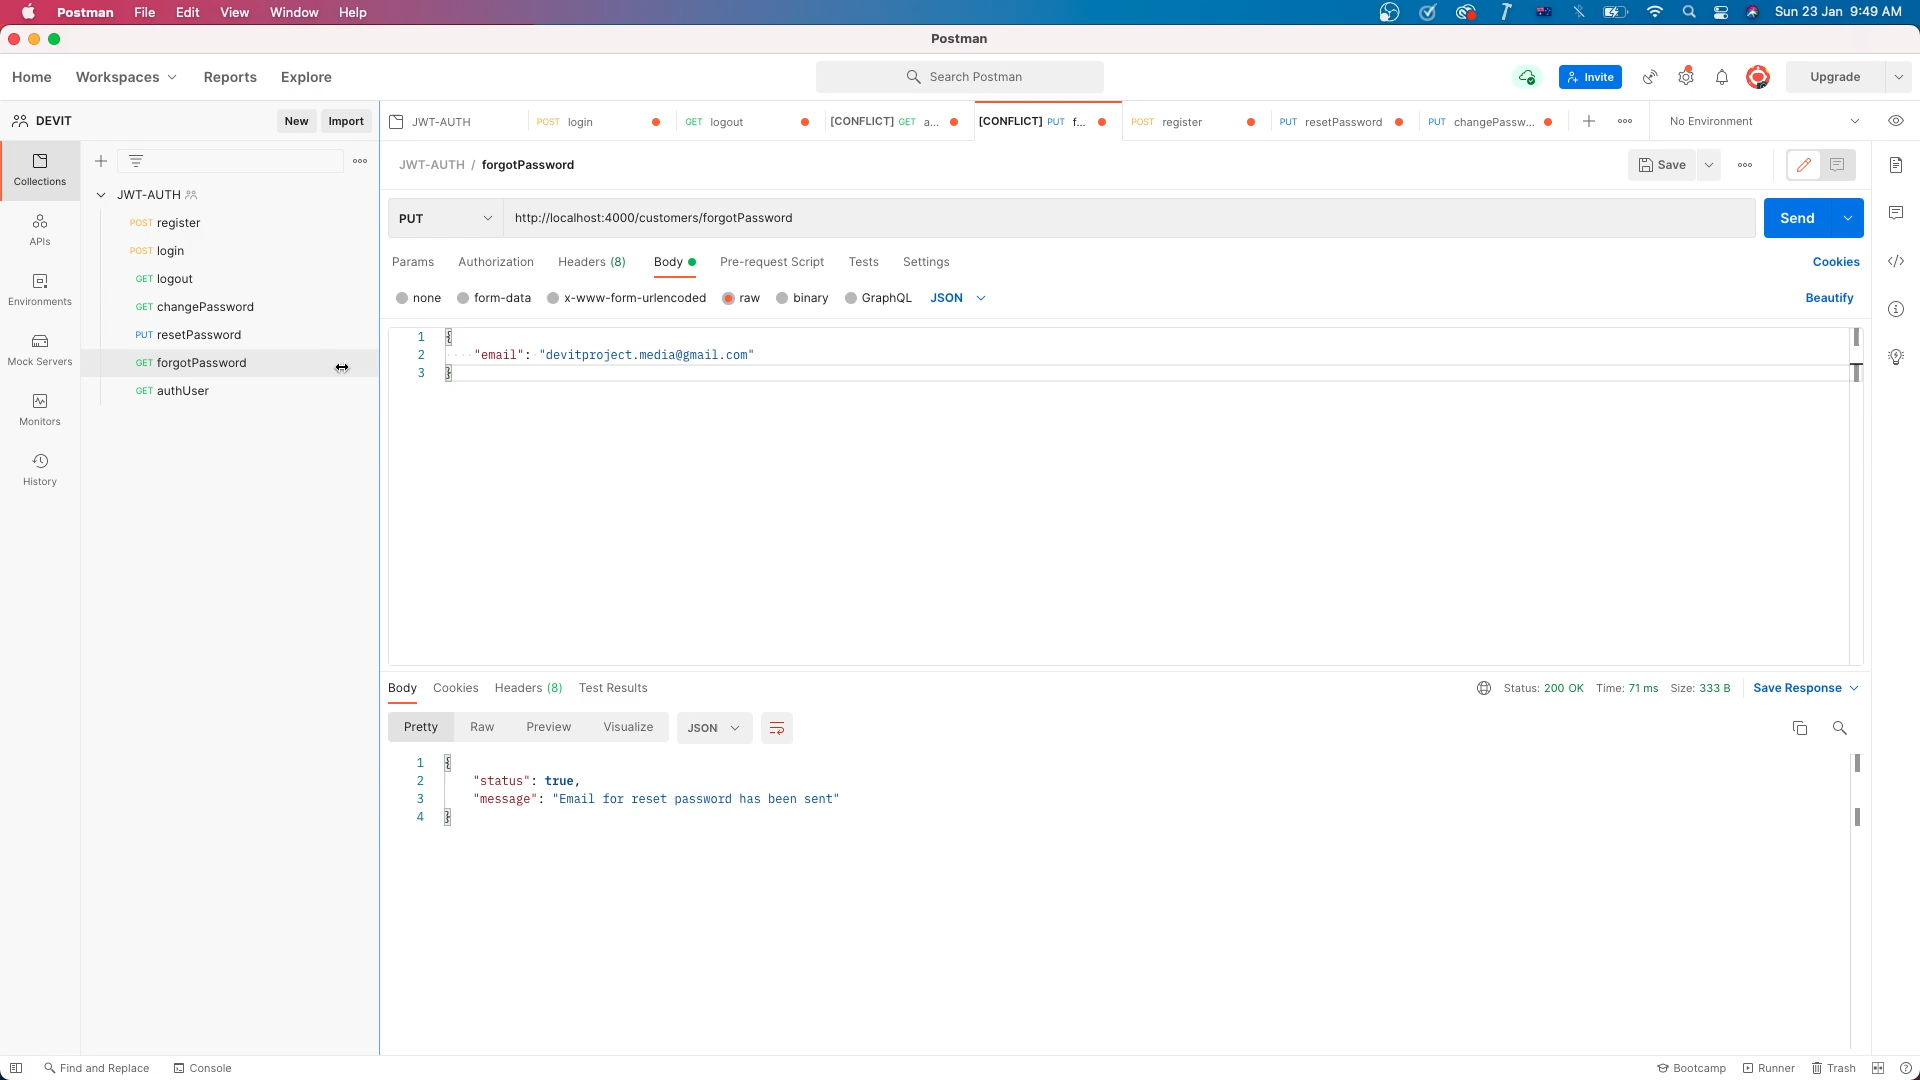 Postman File Edit View Window Help Sun 23 Jan 9:49 AM
Postman
Home Workspaces Reports Explore Search Postman Invite Upgrade
DEVIT New Import JWT-AUTH POST login GET logout [CONFLICT] GET a... [CONFLICT] PUT f... POST register PUT resetPassword PUT changePassw... No Environment
Collections
APIs
Environments
Mock Servers
Monitors
History
JWT-AUTH
POST register
POST login
GET logout
GET changePassword
PUT resetPassword
GET forgotPassword
GET authUser
JWT-AUTH / forgotPassword Save
PUT http://localhost:4000/customers/forgotPassword Send
Params Authorization Headers (8) Body Pre-request Script Tests Settings Cookies
none form-data x-www-form-urlencoded raw binary GraphQL JSON Beautify
1 {
2 ····"email":·"devitproject.media@gmail.com"
3 }
Body Cookies Headers (8) Test Results Status: 200 OK Time: 71 ms Size: 333 B Save Response
Pretty Raw Preview Visualize JSON
1 {
2 "status": true,
3 "message": "Email for reset password has been sent"
4 }
Find and Replace Console Bootcamp Runner Trash